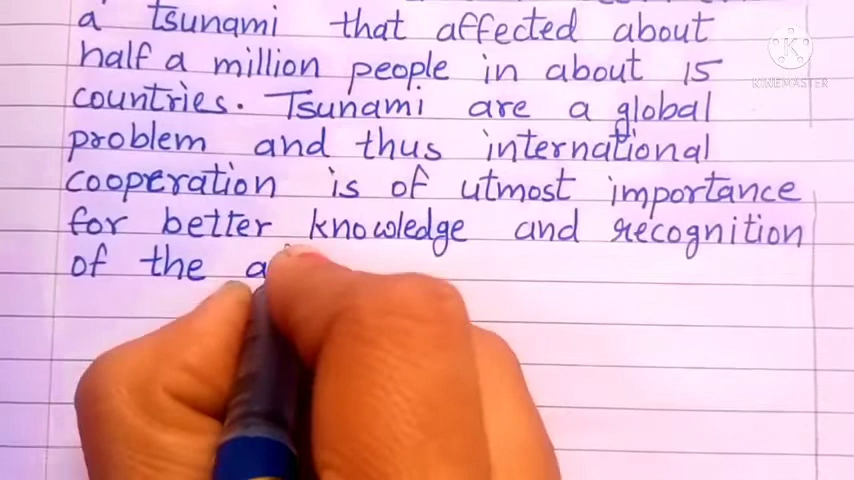 a tsunami that affected about
half a million people in about 15
countries. Tsunami are a global
problem and thus international
cooperation is of utmost importance
for better knowledge and recognition
of the
K
KINEMASTER